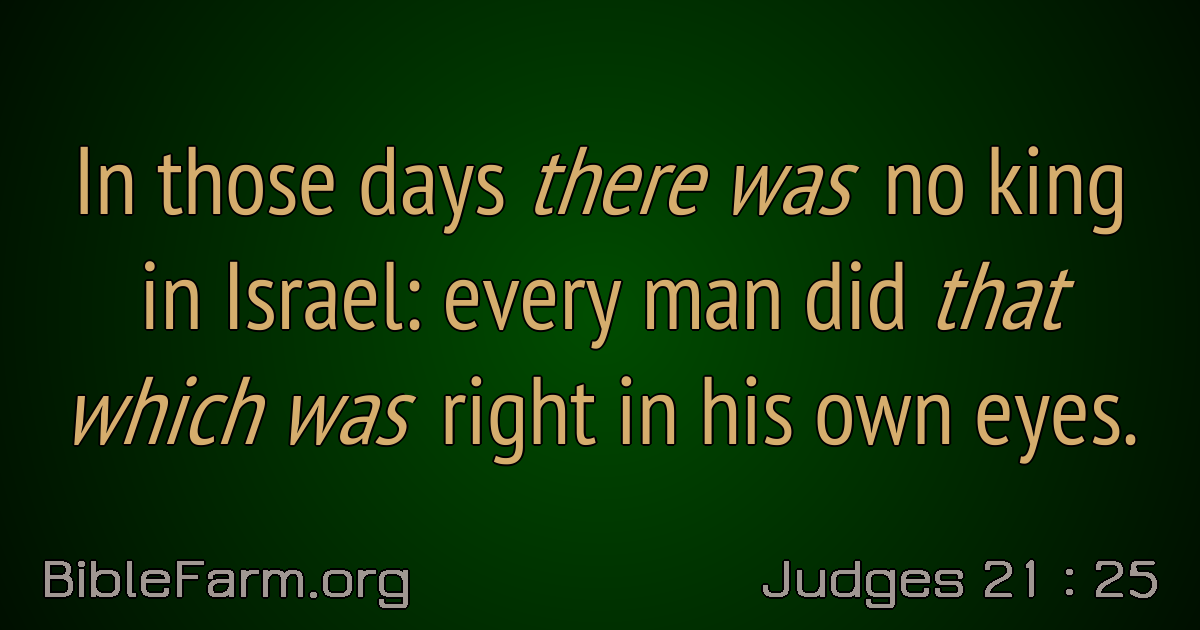 In those days there was no king
in Israel: every man did that
which was right in his own eyes.
BibleFarm.org
Judges 21 : 25